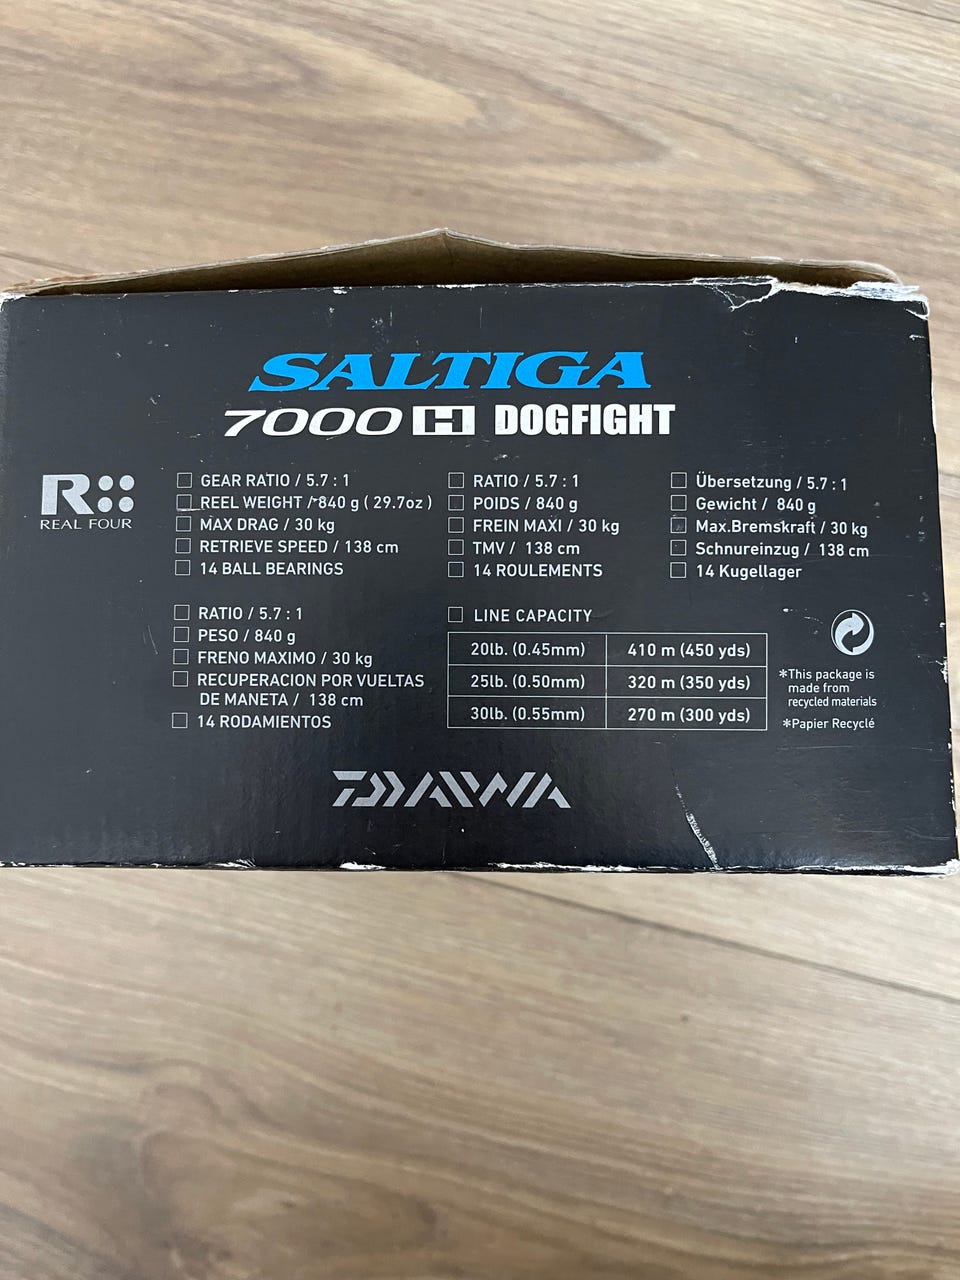 SALTIGA
7000 H DOGFIGHT
R
REAL FOUR
GEAR RATIO / 5.7 : 1
REEL WEIGHT / 840 g ( 29.7oz )
MAX DRAG / 30 kg
RETRIEVE SPEED / 138 cm
14 BALL BEARINGS
RATIO / 5.7 : 1
POIDS / 840 g
FREIN MAXI / 30 kg
TMV / 138 cm
14 ROULEMENTS
Übersetzung / 5.7 : 1
Gewicht / 840 g
Max.Bremskraft / 30 kg
Schnureinzug / 138 cm
14 Kugellager
RATIO / 5.7 : 1
PESO / 840 g
FRENO MAXIMO / 30 kg
RECUPERACION POR VUELTAS
DE MANETA / 138 cm
14 RODAMIENTOS
LINE CAPACITY
20lb. (0.45mm) 410 m (450 yds)
25lb. (0.50mm) 320 m (350 yds)
30lb. (0.55mm) 270 m (300 yds)
*This package is
made from
recycled materials
*Papier Recyclé
DAIWA